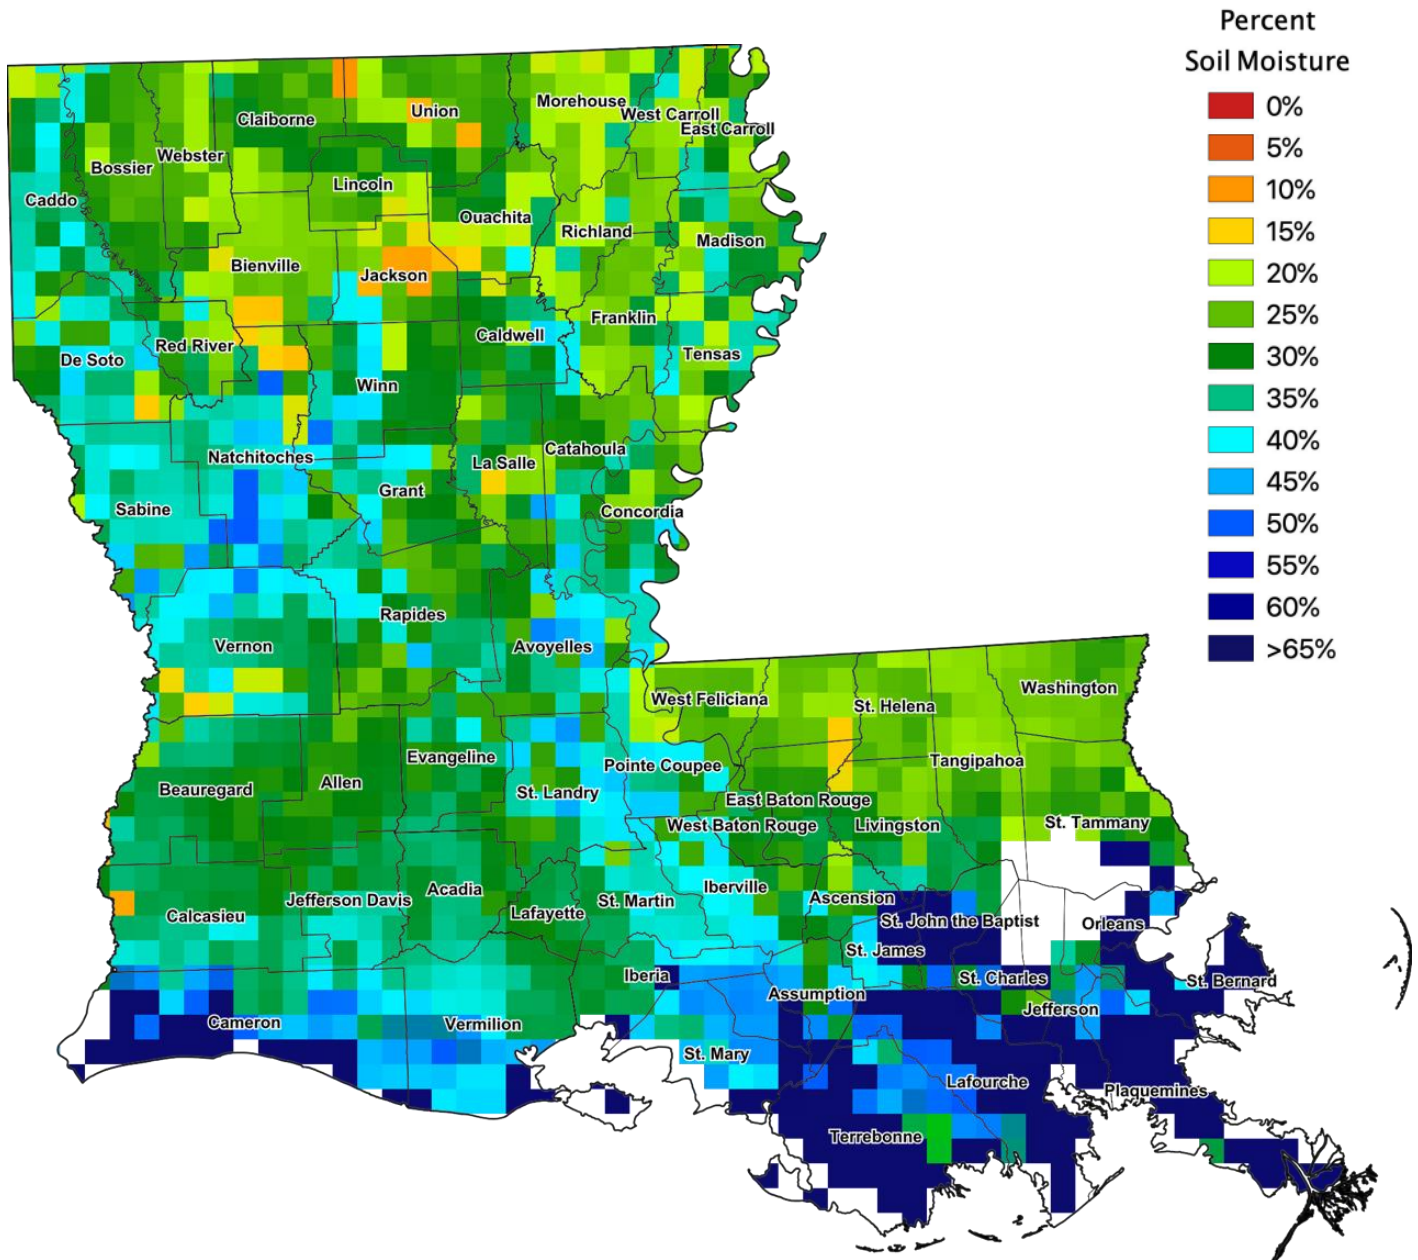 Percent
Soil Moisture
0%
5%
10%
15%
20%
25%
30%
35%
40%
45%
50%
55%
60%
>65%
Morehouse
Union
West Carroll
Claiborne
East Carroll
Webster
Bossier
Lincoln
Caddo
Ouachita
Richland
Madison
Bienville
Jackson
Franklin
Caldwell
Red River
Tensas
De Soto
Winn
Catahoula
Natchitoches
La Salle
Grant
Sabine
Concordia
Rapides
Vernon
Avoyelles
Washington
West Feliciana
St. Helena
Evangeline
Tangipahoa
Pointe Coupee
Allen
Beauregard
St. Landry
East Baton Rouge
St. Tammany
West Baton Rouge
Livingston
Iberville
Acadia
Ascension
Jefferson Davis
St. Martin
Lafayette
Calcasieu
St. John the Baptist
Orleans
St. James
Iberia
St. Charles
St. Bernard
Assumption
Jefferson
Cameron
Vermilion
St. Mary
Lafourche
Plaquemines
Terrebonne